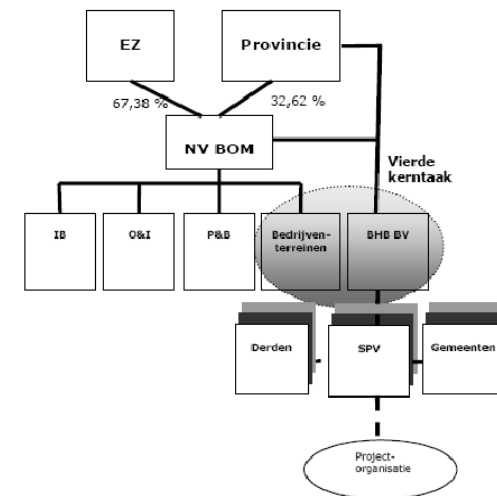 EZ
Provincie
67,38 %
32,62 %
NV BOM
Vierde
kerntaak
IB
O&I
P&B
Bedrijven-
terreinen
BHB BV
Derden
SPV
Gemeenten
Project-
organisatie